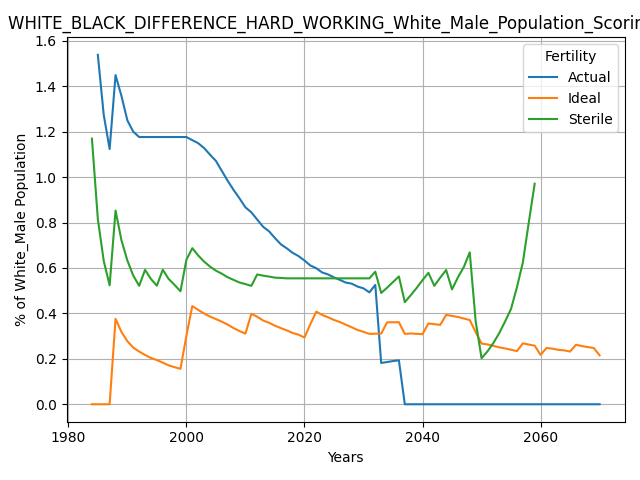 WHITE_BLACK_DIFFERENCE_HARD_WORKING_White_Male_Population_Scorin
Fertility
Actual
Ideal
Sterile
% of White_Male Population
1.6
1.4
1.2
1.0
0.8
0.6
0.4
0.2
0.0
1980
2000
2020
2040
2060
Years